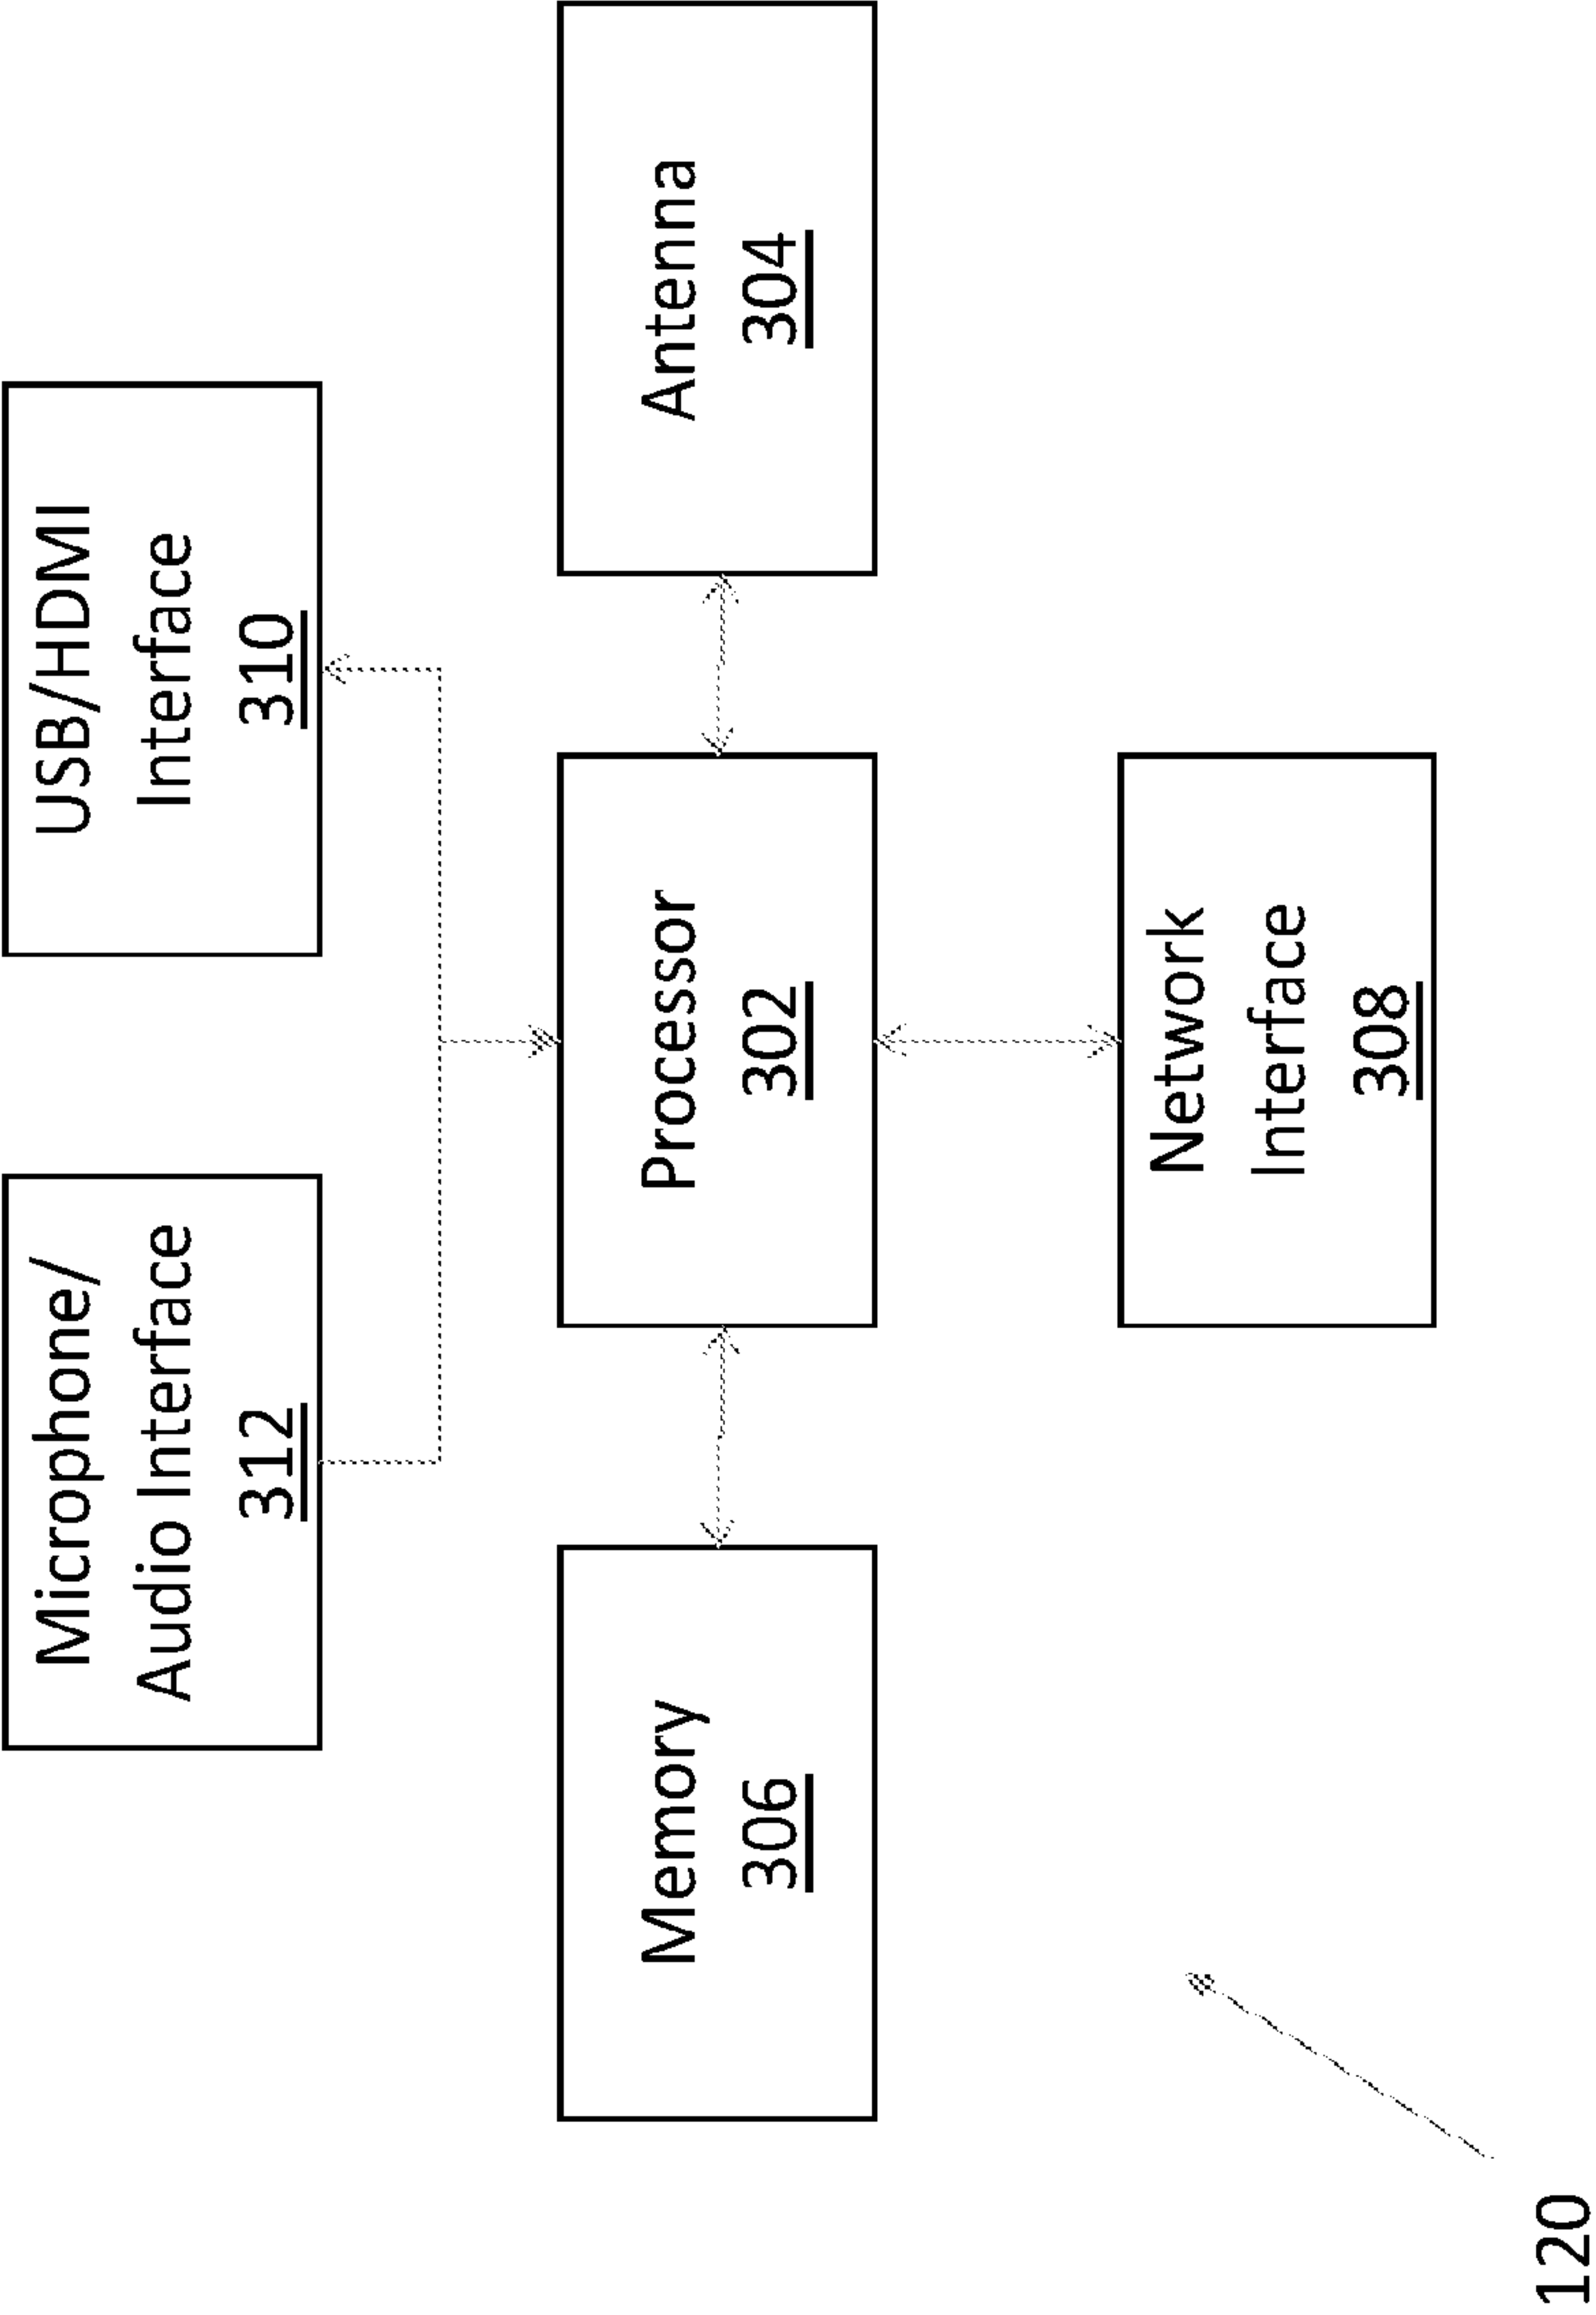 Microphone/
Audio Interface
312
USB/HDMI
Interface
310
Memory
306
Processor
302
Antenna
304
Network
Interface
308
120